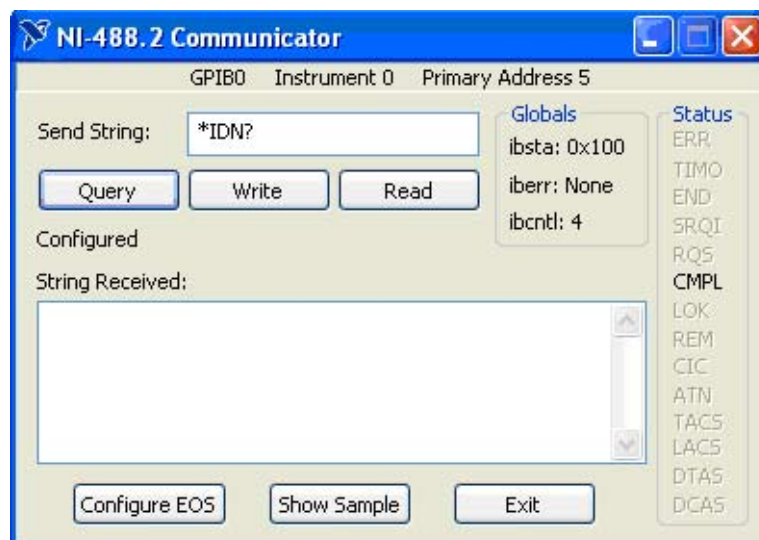 NI-488.2 Communicator
GPIB0 Instrument 0 Primary Address 5
Send String:
*IDN?
Query
Write
Read
Configured
Globals
ibsta: 0x100
iberr: None
ibcntl: 4
Status
ERR
TIMO
END
SRQI
RQS
CMPL
LOK
REM
CIC
ATN
TACS
LACS
DTAS
DCAS
String Received:
Configure EOS
Show Sample
Exit